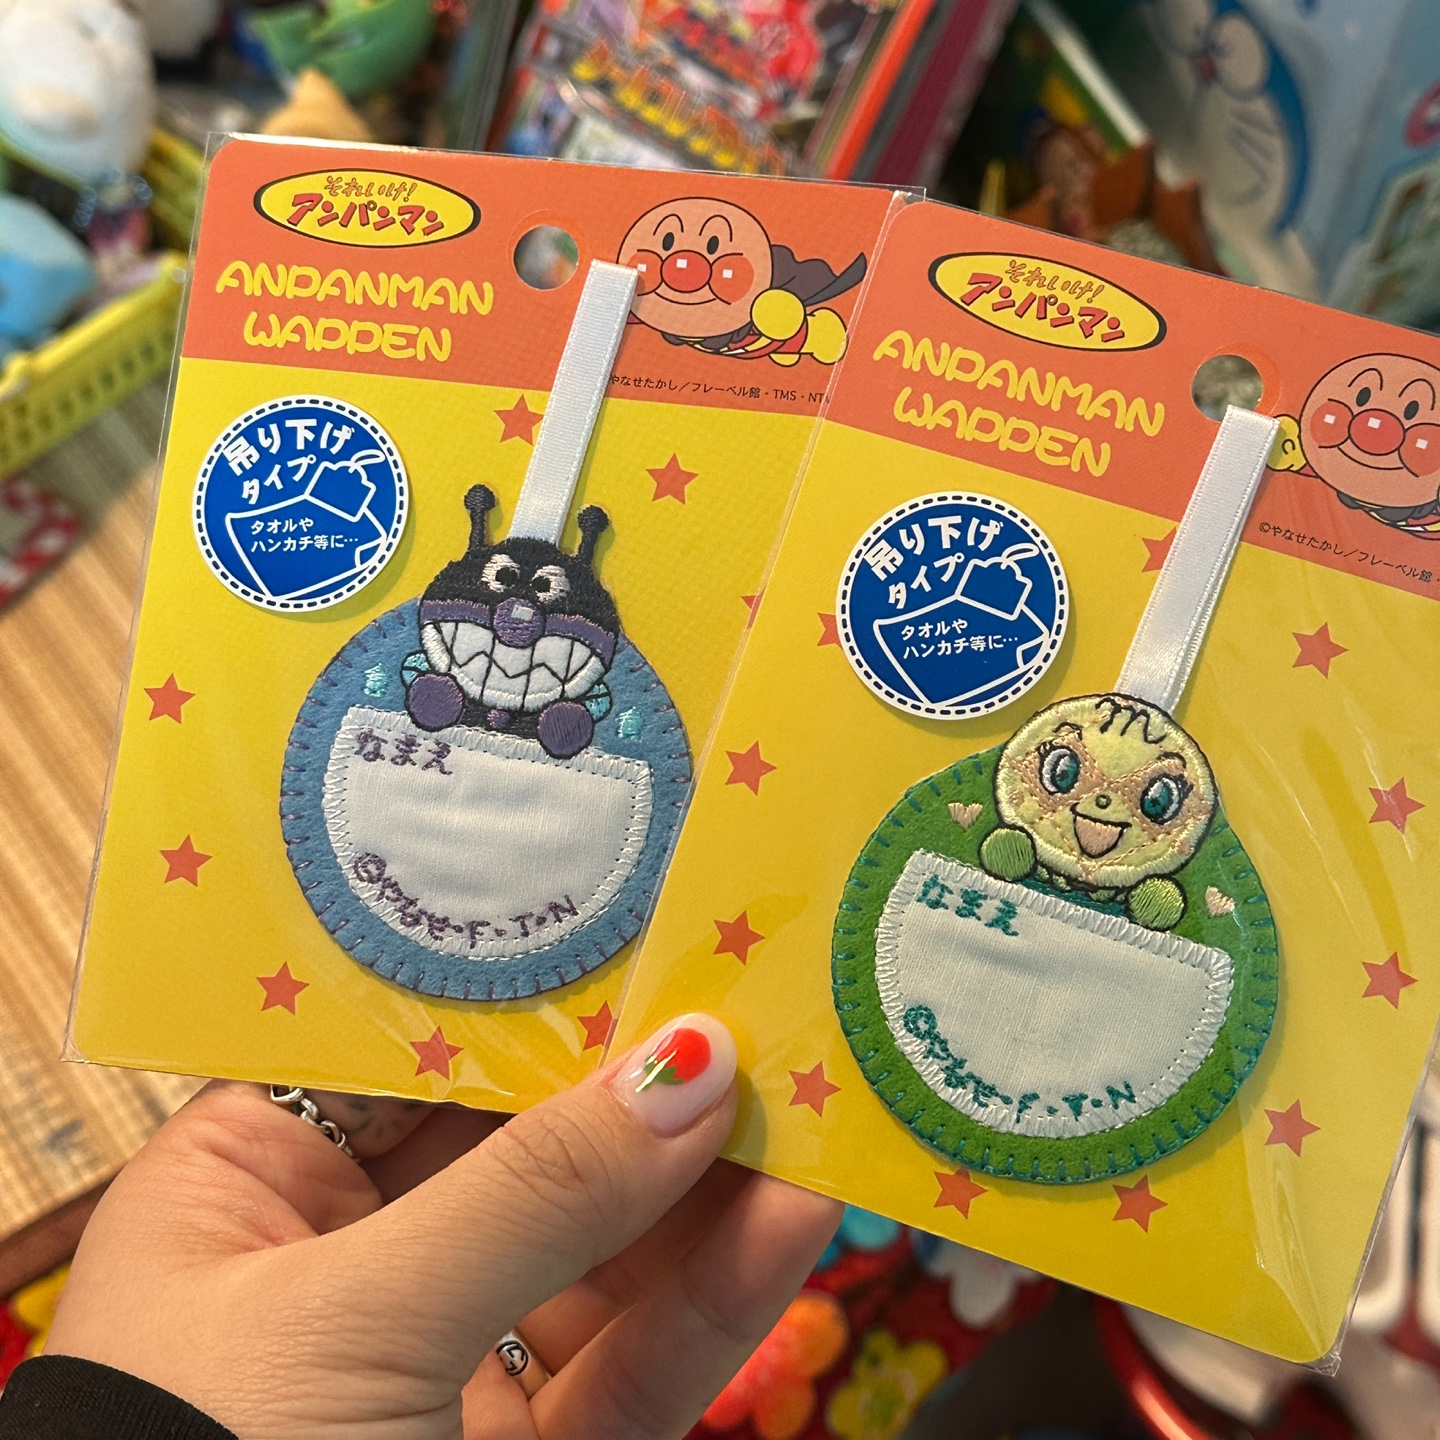 それいけ!
アンパンマン
ANPANMAN
WAPPEN
やなせたかし/フレーベル館・TMS・NTV
吊り下げ
タイプ
タオルや
ハンカチ等に…
なまえ
©やなせ・F・T・N
それいけ!
アンパンマン
ANPANMAN
WAPPEN
©やなせたかし/フレーベル館・
吊り下げ
タイプ
タオルや
ハンカチ等に…
m
なまえ
©やなせ・F・T・N